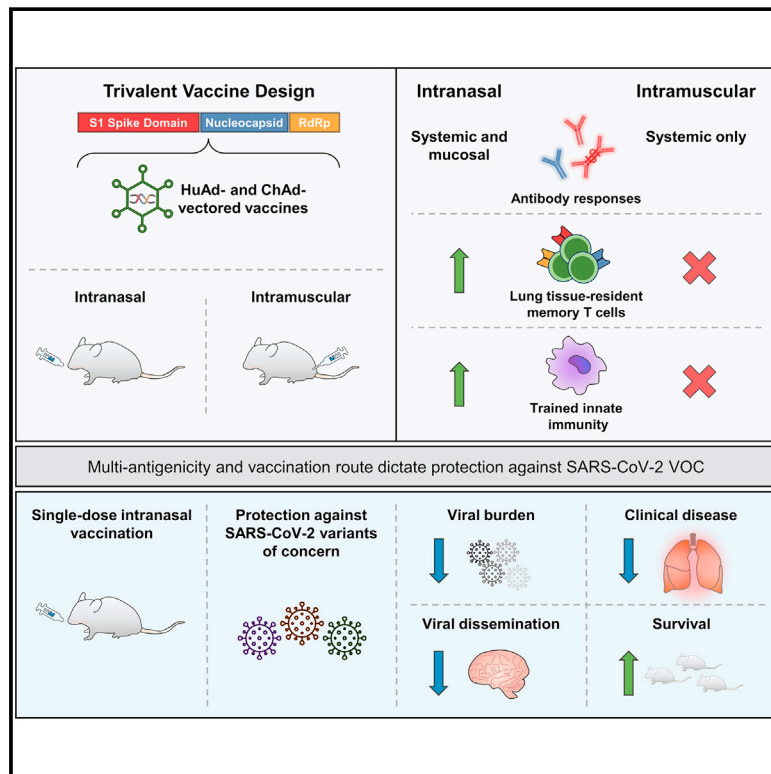 Trivalent Vaccine Design
S1 Spike Domain Nucleocapsid RdRp
HuAd- and ChAd-
vectored vaccines
Intranasal
Intramuscular
Intranasal
Intramuscular
Systemic and
mucosal
Systemic only
Antibody responses
Lung tissue-resident
memory T cells
Trained innate
immunity
Multi-antigenicity and vaccination route dictate protection against SARS-CoV-2 VOC
Single-dose intranasal
vaccination
Protection against
SARS-CoV-2 variants
of concern
Viral burden
Clinical disease
Viral dissemination
Survival